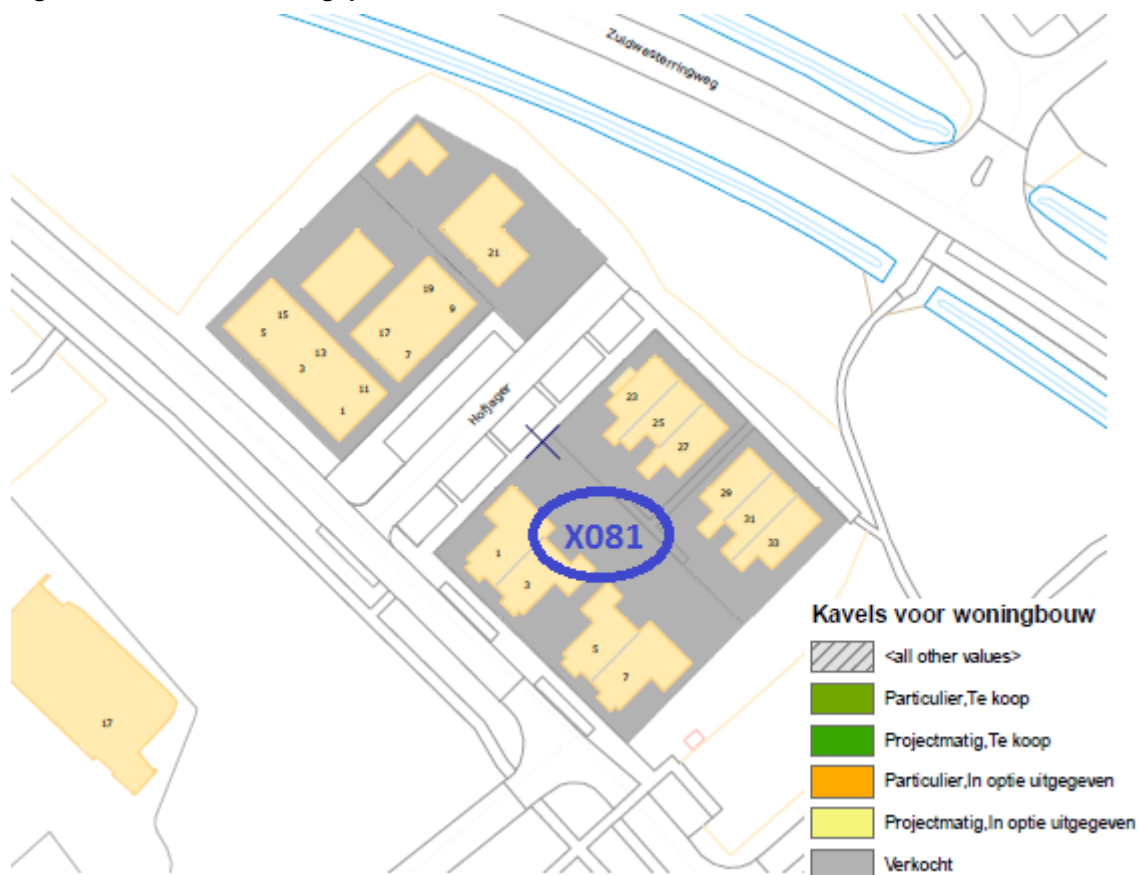 Zuidwesterringweg
21
19
9
15
5
17
13
7
3
11
1
Hofjager
23
25
27
29
31
33
X081
1
3
5
7
17
Kavels voor woningbouw
<all other values>
Particulier,Te koop
Projectmatig,Te koop
Particulier,In optie uitgegeven
Projectmatig,In optie uitgegeven
Verkocht